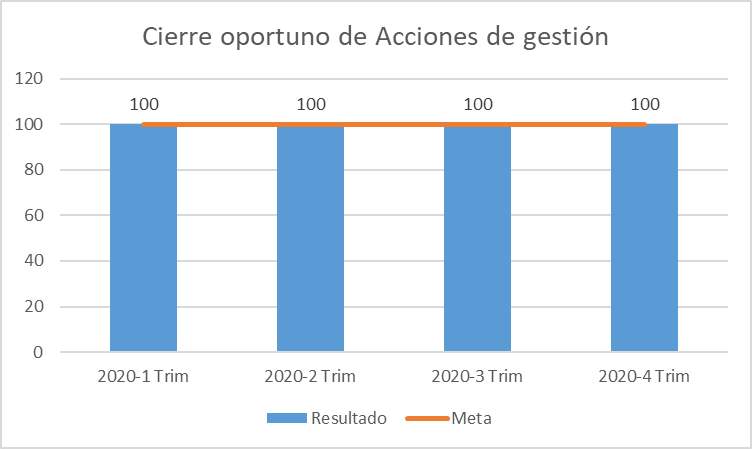 Cierre oportuno de Acciones de gestión
120
100 100 100 100
100
80
60
40
20
0
2020-1 Trim 2020-2 Trim 2020-3 Trim 2020-4 Trim
Resultado Meta